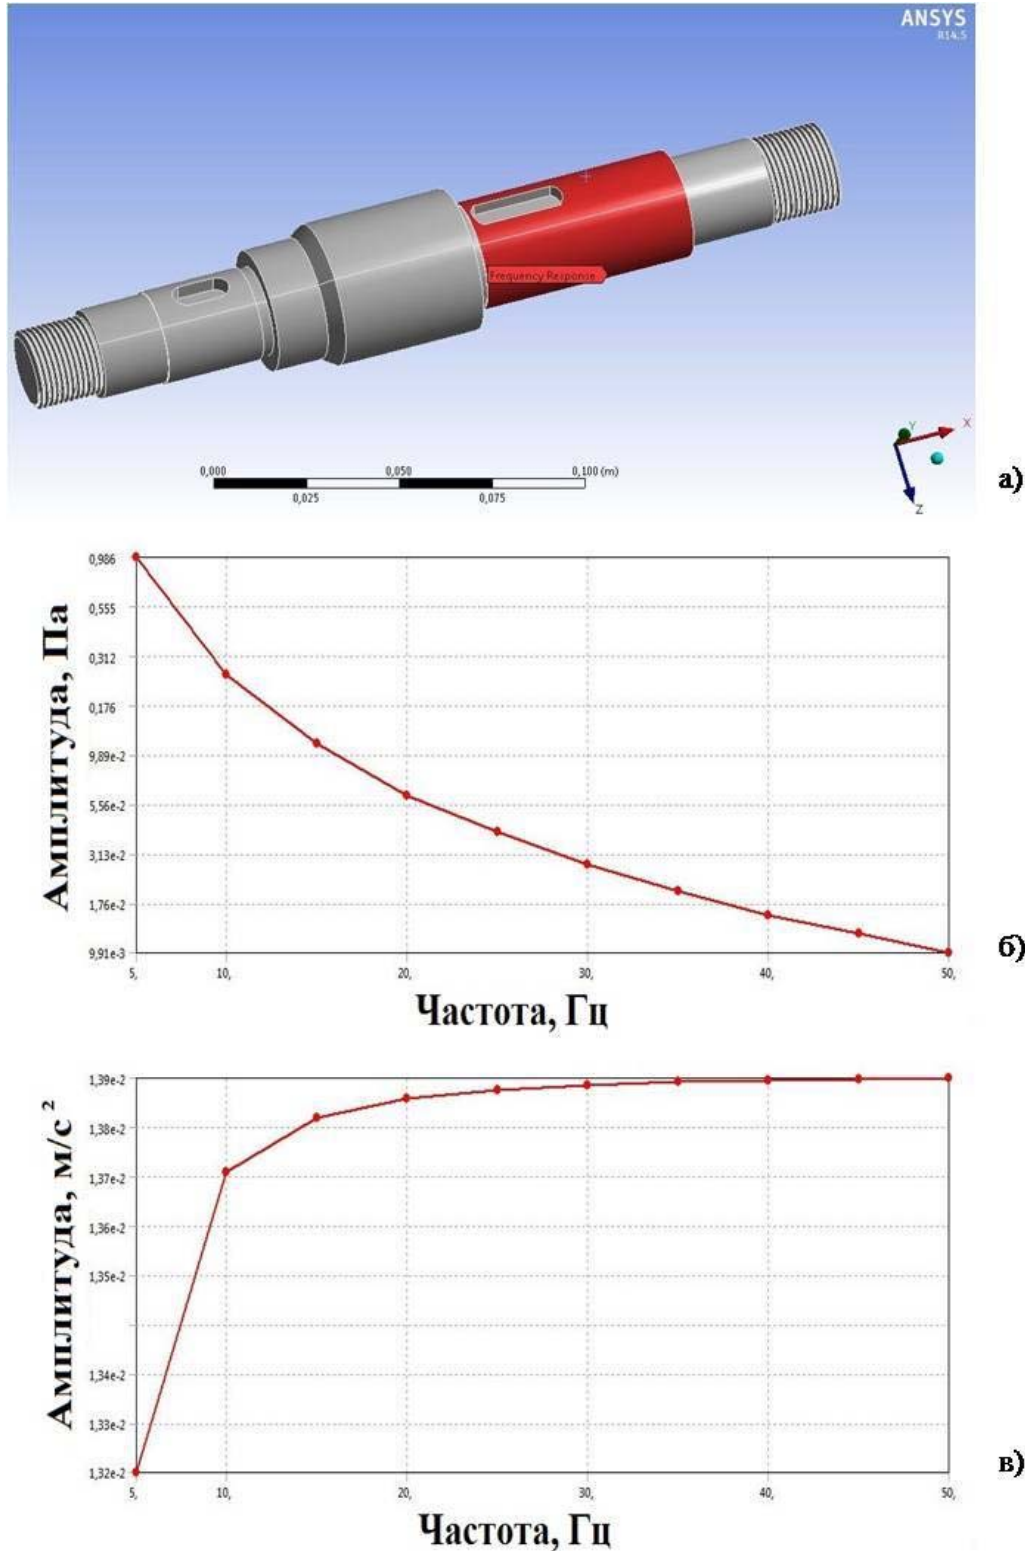 ANSYS
R14.5
Frequency Response
X
Y
Z
0,000 0,050 0,100 (m)
0,025 0,075
а)
Амплитуда, Па
0,986
0,555
0,312
0,176
9,89e-2
5,56e-2
3,13e-2
1,76e-2
9,91e-3
5, 10, 20, 30, 40, 50,
Частота, Гц
б)
Амплитуда, м/с ²
1,39e-2
1,38e-2
1,37e-2
1,36e-2
1,35e-2
1,34e-2
1,33e-2
1,32e-2
5, 10, 20, 30, 40, 50,
Частота, Гц
в)